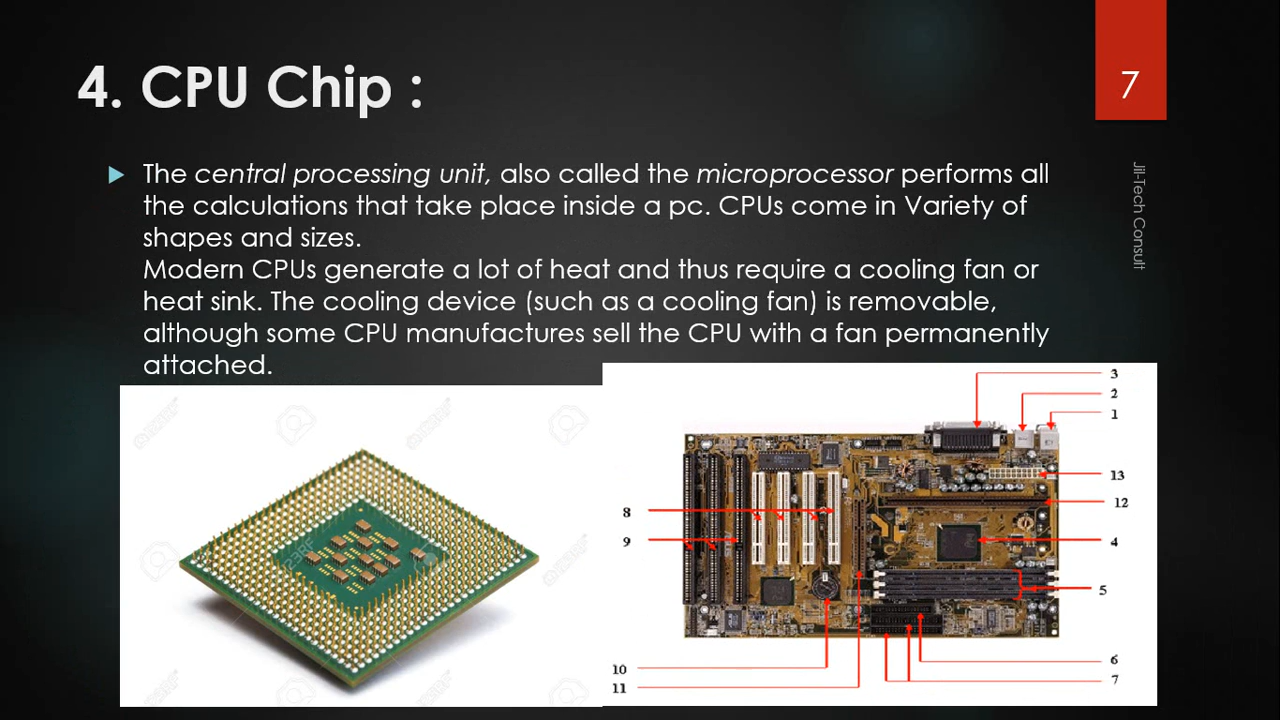 4. CPU Chip :
7
The central processing unit, also called the microprocessor performs all
the calculations that take place inside a pc. CPUs come in Variety of
shapes and sizes.
Modern CPUs generate a lot of heat and thus require a cooling fan or
heat sink. The cooling device (such as a cooling fan) is removable,
although some CPU manufactures sell the CPU with a fan permanently
attached.
Jil-Tech Consult
3
2
1
13
12
8
9
4
5
10
11
6
7